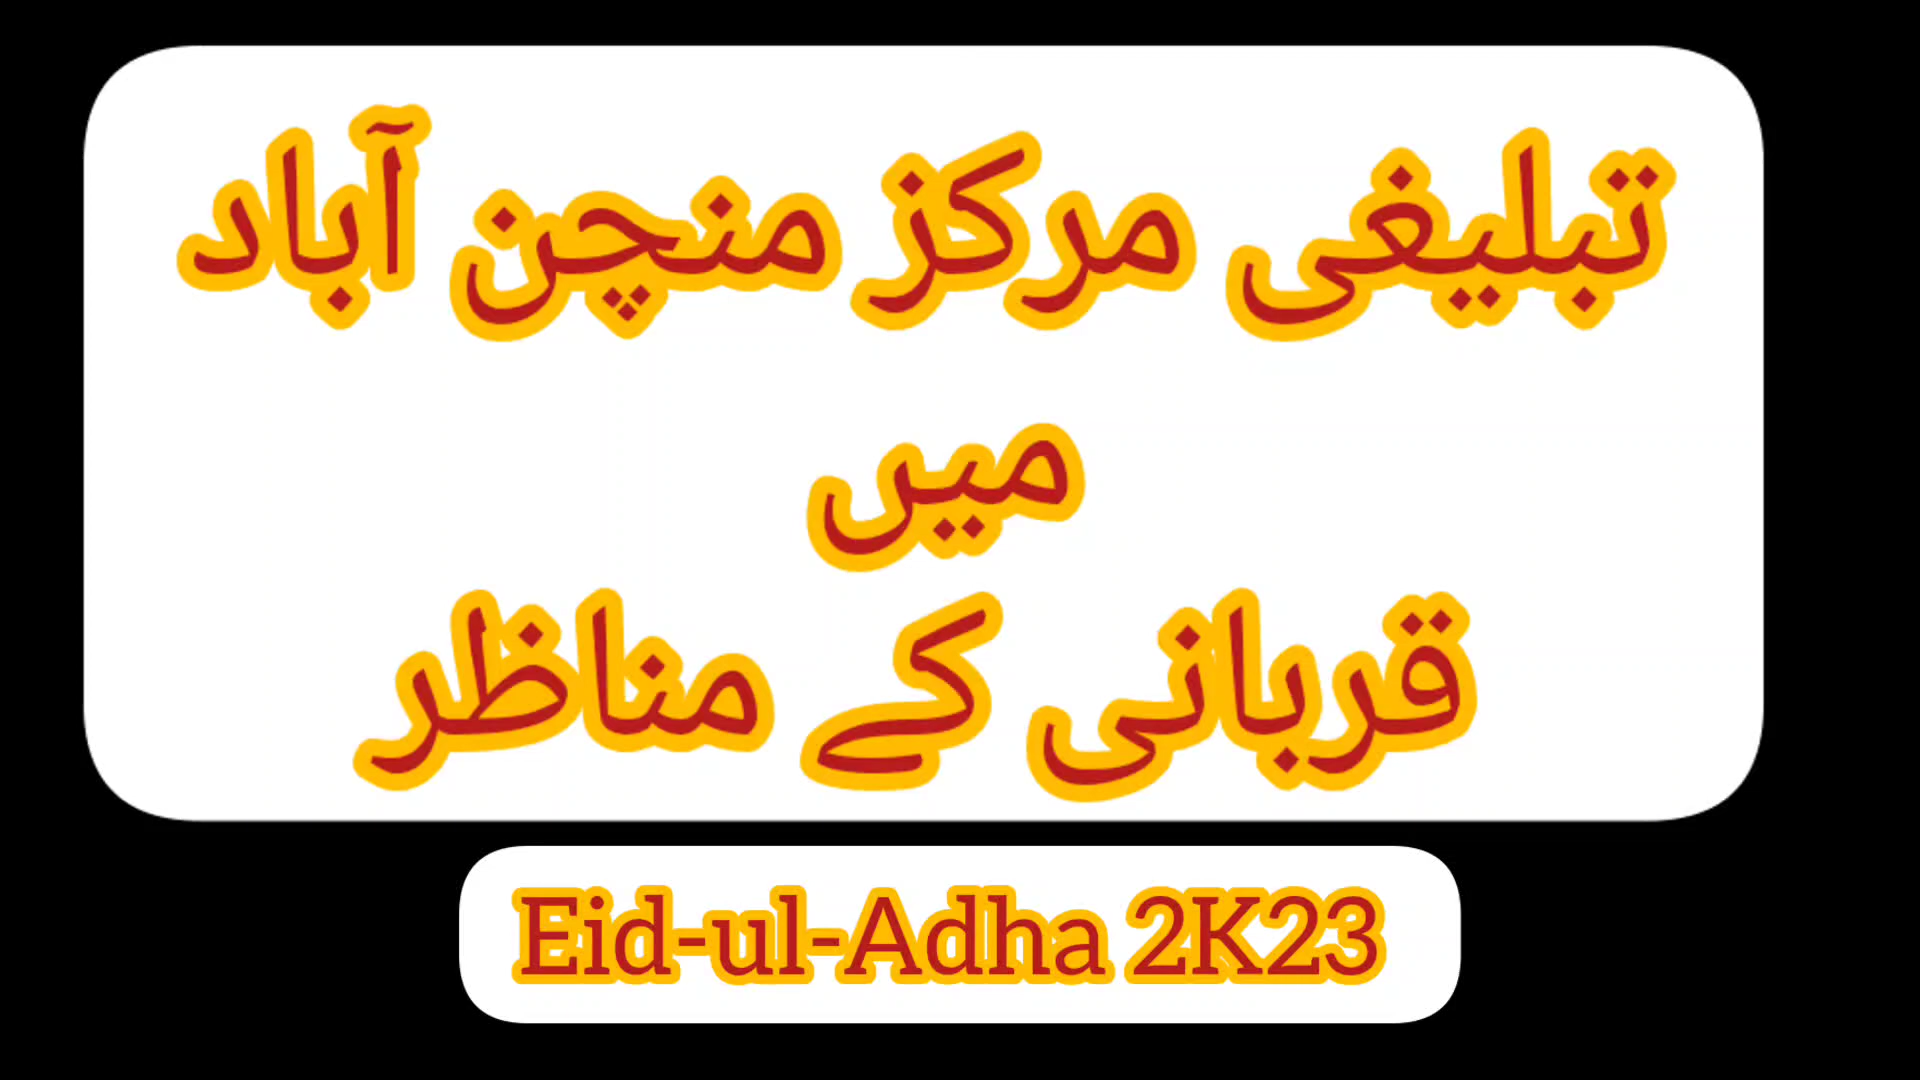 تبلیغی مرکز منچن آباد
میں
قربانی کے مناظر
Eid-ul-Adha 2K23